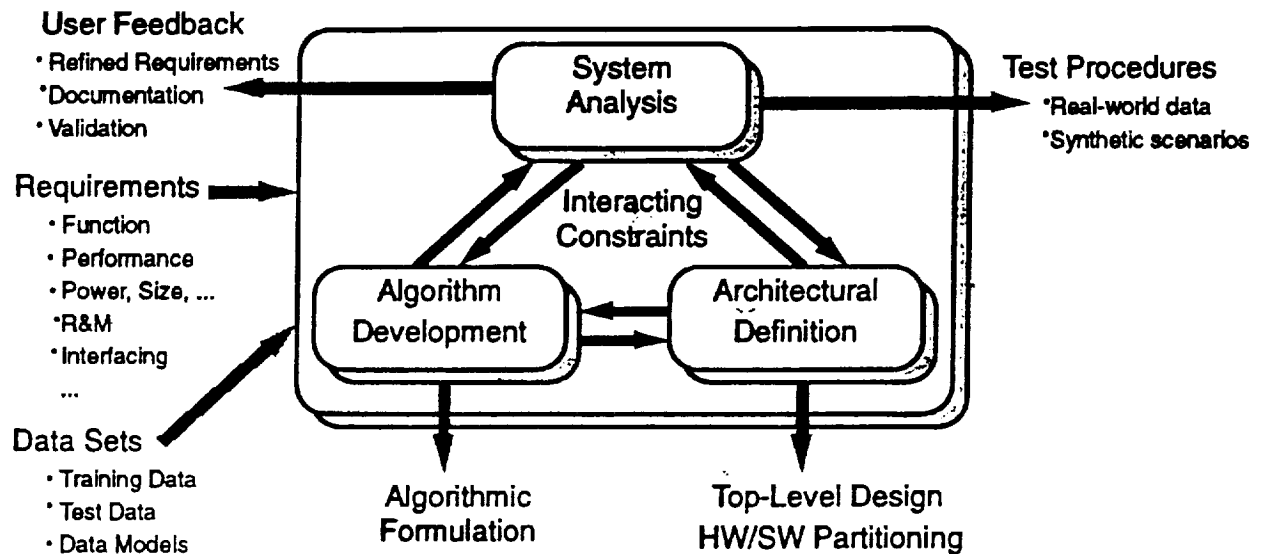 User Feedback
• Refined Requirements
•Documentation
• Validation
Requirements
• Function
• Performance
• Power, Size, ...
•R&M
•Interfacing
...
Data Sets
• Training Data
• Test Data
• Data Models
System
Analysis
Interacting
Constraints
Algorithm
Development
Architectural
Definition
Test Procedures
•Real-world data
•Synthetic scenarios
Algorithmic
Formulation
Top-Level Design
HW/SW Partitioning